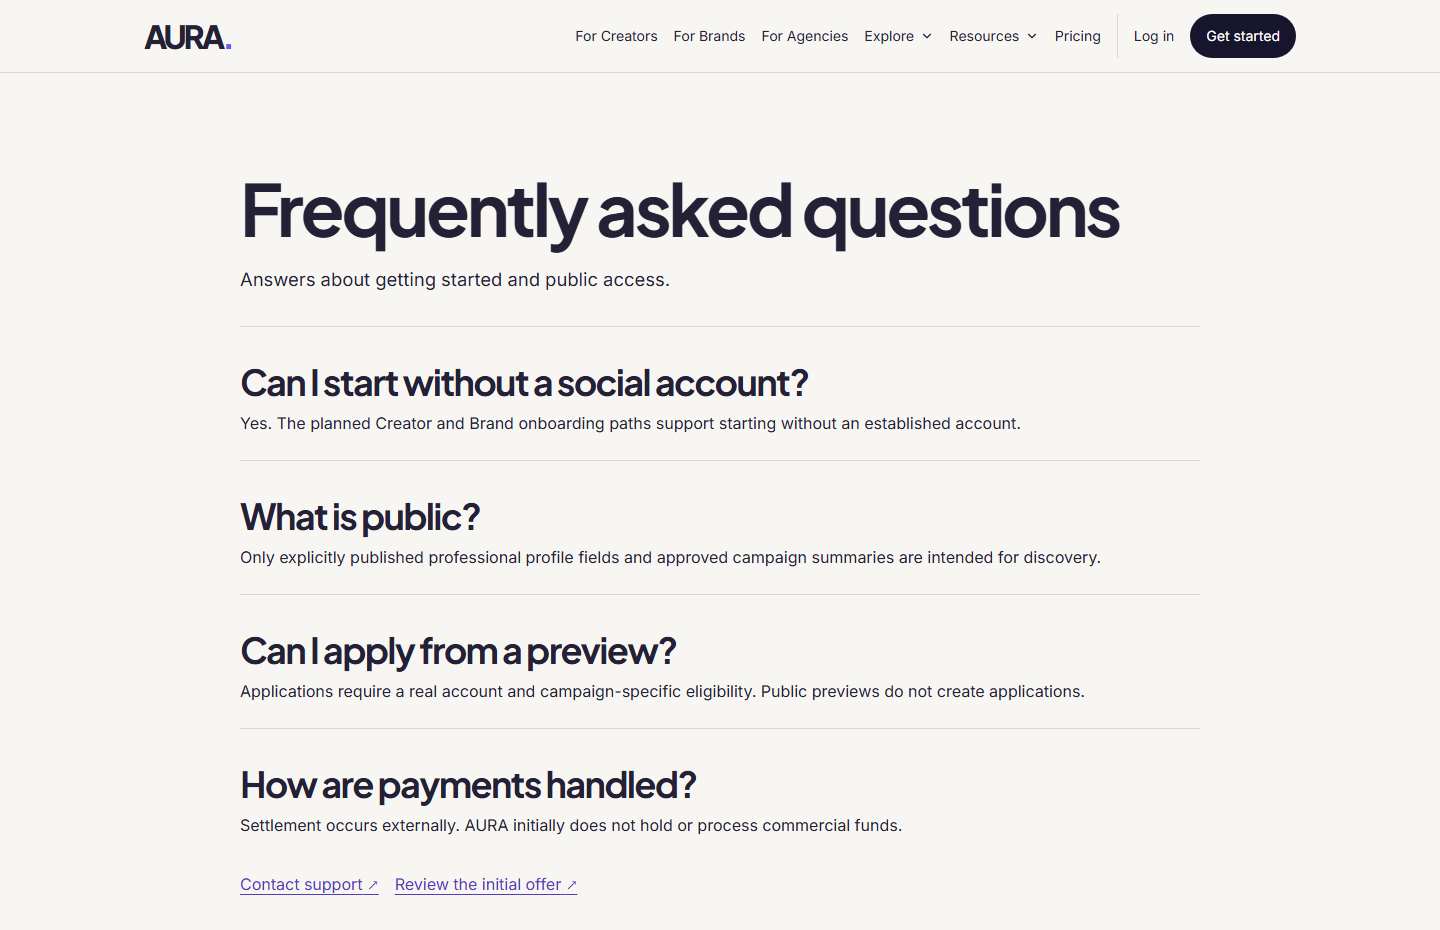 AURA.
For Creators For Brands For Agencies Explore Resources Pricing Log in Get started
Frequently asked questions
Answers about getting started and public access.
Can I start without a social account?
Yes. The planned Creator and Brand onboarding paths support starting without an established account.
What is public?
Only explicitly published professional profile fields and approved campaign summaries are intended for discovery.
Can I apply from a preview?
Applications require a real account and campaign-specific eligibility. Public previews do not create applications.
How are payments handled?
Settlement occurs externally. AURA initially does not hold or process commercial funds.
Contact support ↗ Review the initial offer ↗